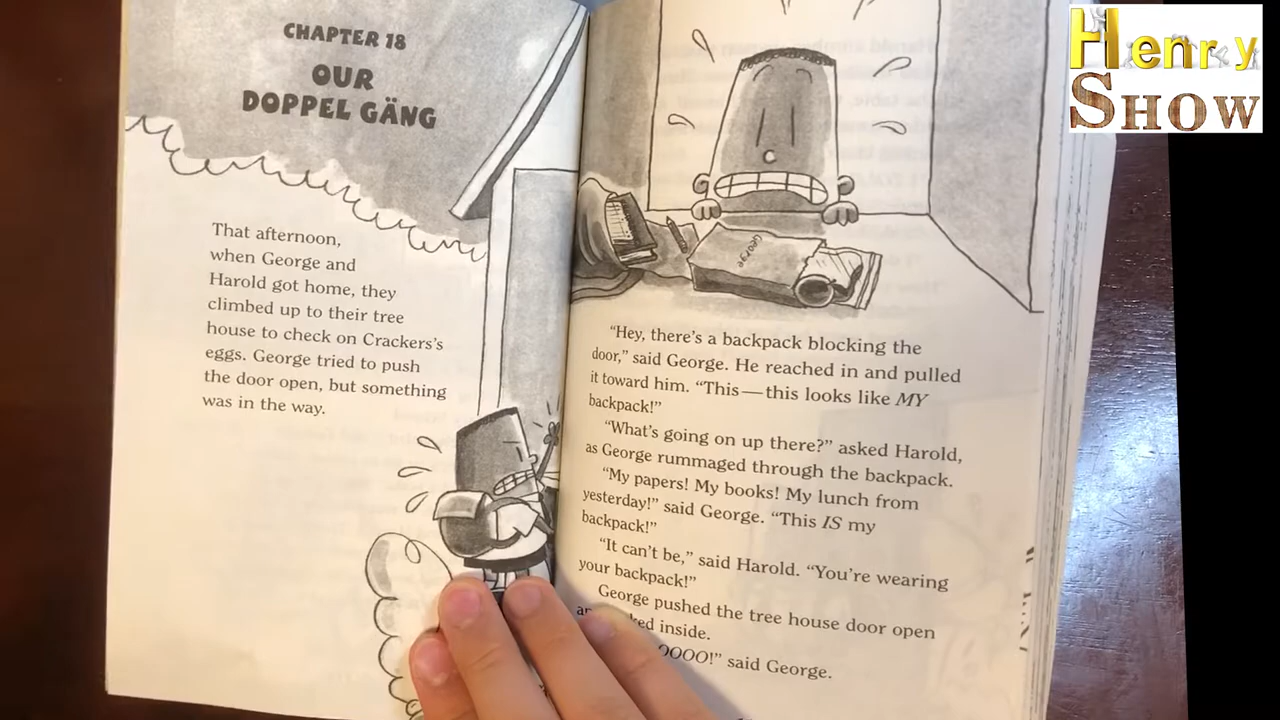 CHAPTER 18
OUR
DOPPEL GÄNG
That afternoon,
when George and
Harold got home, they
climbed up to their tree
house to check on Crackers's
eggs. George tried to push
the door open, but something
was in the way.
George
"Hey, there's a backpack blocking the
door," said George. He reached in and pulled
it toward him. "This—this looks like MY
backpack!"
"What's going on up there?" asked Harold,
as George rummaged through the backpack.
"My papers! My books! My lunch from
yesterday!" said George. "This IS my
backpack!"
"It can't be," said Harold. "You're wearing
your backpack!"
George pushed the tree house door open
inside.
said George.
Henry
SHOW